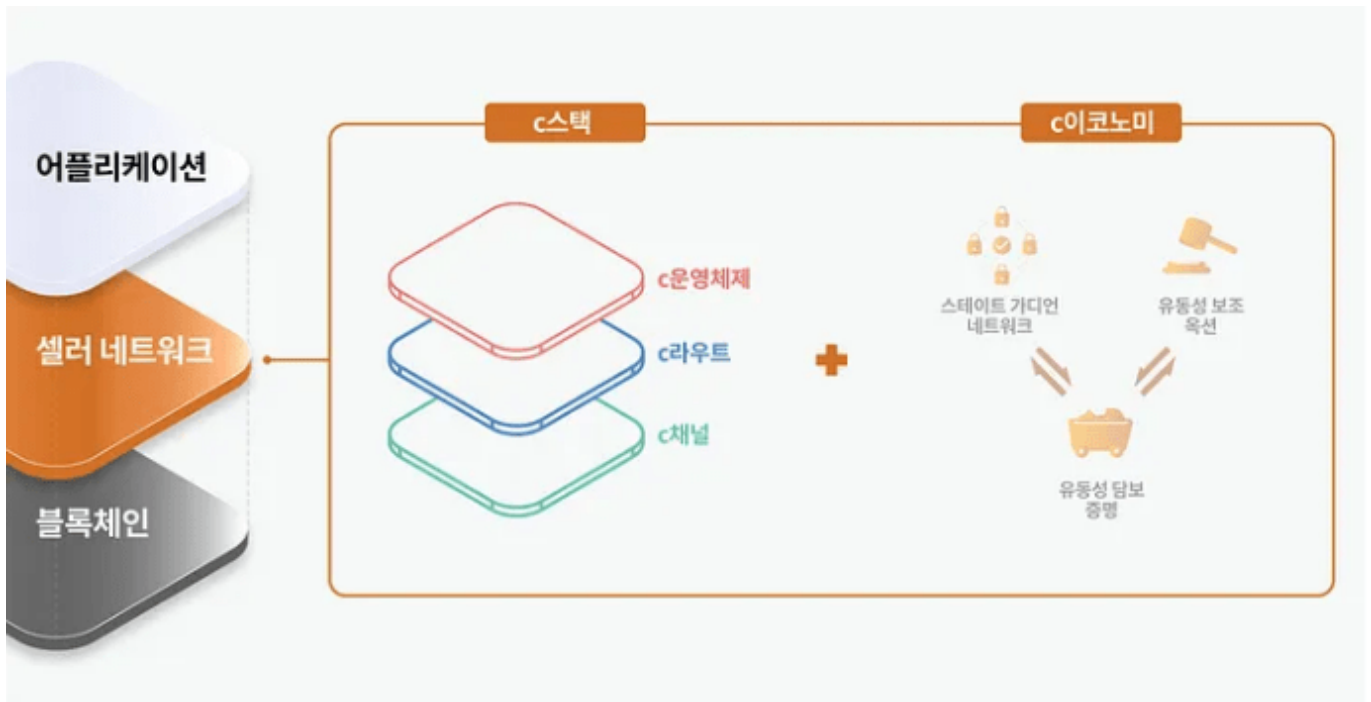 어플리케이션
셀러 네트워크
블록체인
c스택
c운영체제
c라우트
c채널
c이코노미
스테이트 가디언
네트워크
유동성 보조
옥션
유동성 담보
증명